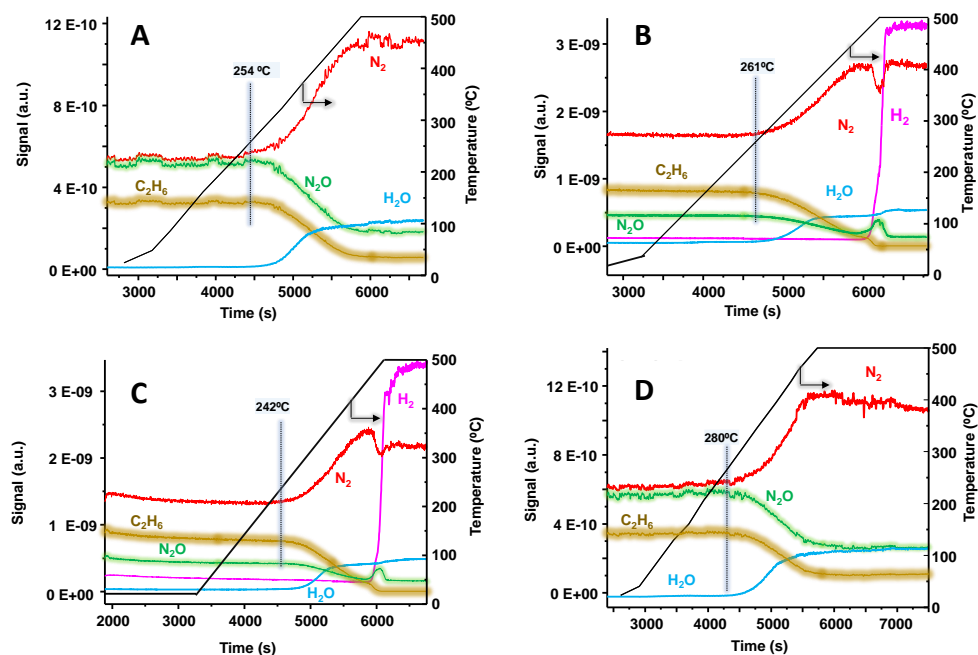 A
12 E-10
8 E-10
4 E-10
0 E+00
Signal (a.u.)
254 ºC
N₂
N₂O
C₂H₆
H₂O
500
400
300
200
100
0
Temperature (ºC)
3000 4000 5000 6000
Time (s)
B
3 E-09
2 E-09
1 E-09
0 E+00
Signal (a.u.)
261ºC
N₂
H₂
C₂H₆
H₂O
N₂O
500
400
300
200
100
0
Temperature (ºC)
3000 4000 5000 6000
Time (s)
C
3 E-09
2 E-09
1 E-09
0 E+00
Signal (a.u.)
242ºC
H₂
N₂
C₂H₆
N₂O
H₂O
500
400
300
200
100
0
Temperature (ºC)
2000 3000 4000 5000 6000
Time (s)
D
12 E-10
8 E-10
4 E-10
0 E+00
Signal (a.u.)
280ºC
N₂
N₂O
C₂H₆
H₂O
500
400
300
200
100
0
Temperature (ºC)
3000 4000 5000 6000 7000
Time (s)